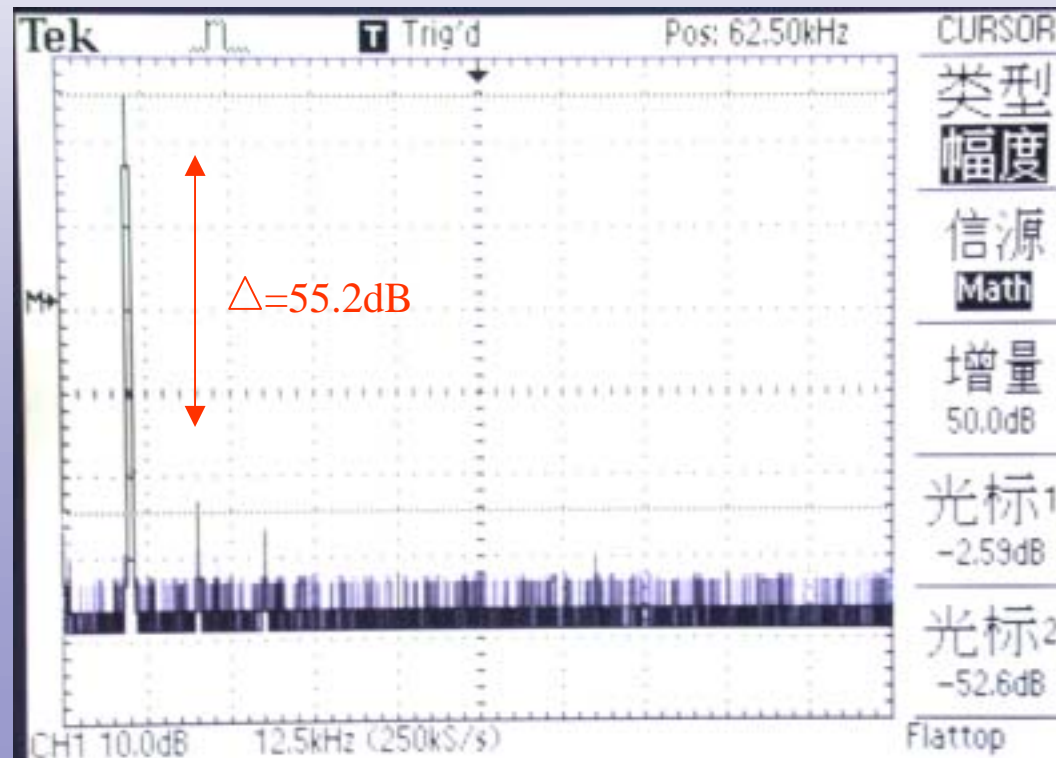 Tek T Trig'd Pos: 62.50kHz CURSOR
类型
幅度
信源
Math
增量
50.0dB
光标1
-2.59dB
光标2
-52.6dB
M
△=55.2dB
CH1 10.0dB 12.5kHz (250kS/s) Flattop